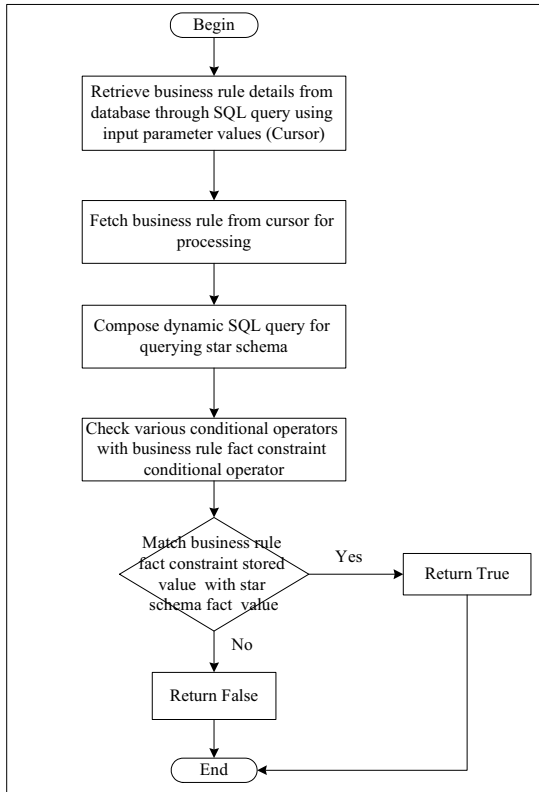 Begin
Retrieve business rule details from
database through SQL query using
input parameter values (Cursor)
Fetch business rule from cursor for
processing
Compose dynamic SQL query for
querying star schema
Check various conditional operators
with business rule fact constraint
conditional operator
Match business rule
fact constraint stored
value with star
schema fact value
Yes
Return True
No
Return False
End